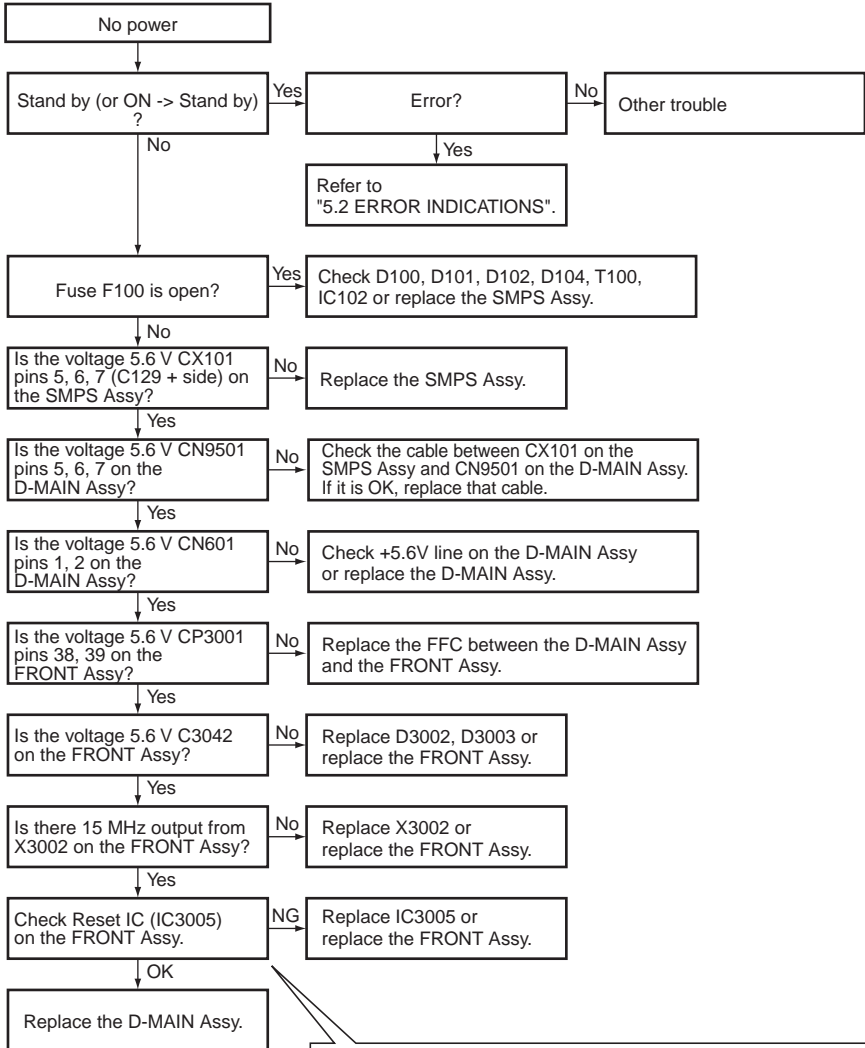 No power
Stand by (or ON -> Stand by)
?
Yes
Error?
No
Other trouble
No
Yes
Refer to
"5.2 ERROR INDICATIONS".
Fuse F100 is open?
Yes
Check D100, D101, D102, D104, T100,
IC102 or replace the SMPS Assy.
No
Is the voltage 5.6 V CX101
pins 5, 6, 7 (C129 + side) on
the SMPS Assy?
No
Replace the SMPS Assy.
Yes
Is the voltage 5.6 V CN9501
pins 5, 6, 7 on the
D-MAIN Assy?
No
Check the cable between CX101 on the
SMPS Assy and CN9501 on the D-MAIN Assy.
If it is OK, replace that cable.
Yes
Is the voltage 5.6 V CN601
pins 1, 2 on the
D-MAIN Assy?
No
Check +5.6V line on the D-MAIN Assy
or replace the D-MAIN Assy.
Yes
Is the voltage 5.6 V CP3001
pins 38, 39 on the
FRONT Assy?
No
Replace the FFC between the D-MAIN Assy
and the FRONT Assy.
Yes
Is the voltage 5.6 V C3042
on the FRONT Assy?
No
Replace D3002, D3003 or
replace the FRONT Assy.
Yes
Is there 15 MHz output from
X3002 on the FRONT Assy?
No
Replace X3002 or
replace the FRONT Assy.
Yes
Check Reset IC (IC3005)
on the FRONT Assy.
NG
Replace IC3005 or
replace the FRONT Assy.
OK
Replace the D-MAIN Assy.